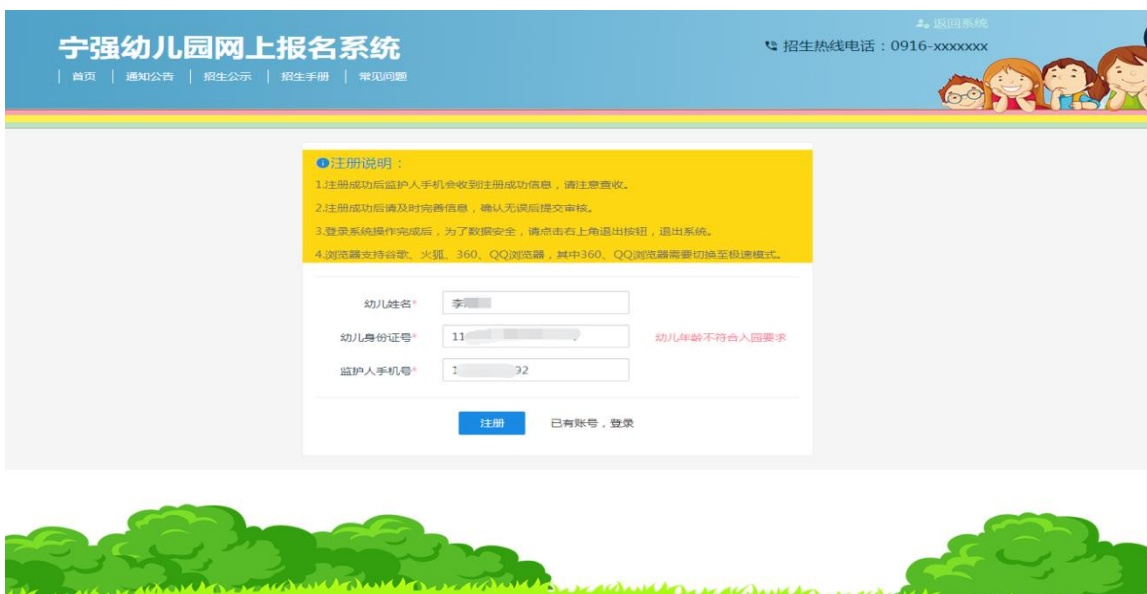 返回系统
宁强幼儿园网上报名系统
招生热线电话：0916-xxxxxxx
| 首页 | 通知公告 | 招生公示 | 招生手册 | 常见问题
注册说明：
1.注册成功后监护人手机会收到注册成功信息，请注意查收。
2.注册成功后请及时完善信息，确认无误后提交审核。
3.登录系统操作完成后，为了数据安全，请点击右上角退出按钮，退出系统。
4.浏览器支持谷歌、火狐、360、QQ浏览器，其中360、QQ浏览器需要切换至极速模式。
幼儿姓名* 李
幼儿身份证号* 11 幼儿年龄不符合入园要求
监护人手机号* 1 92
注册 已有账号，登录